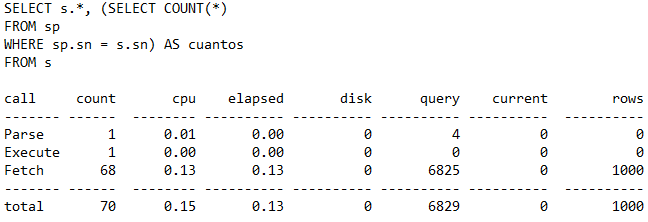 SELECT s.*, (SELECT COUNT(*)
FROM sp
WHERE sp.sn = s.sn) AS cuantos
FROM s
call count cpu elapsed disk query current rows
------- ------ -------- ---------- ---------- ---------- ---------- ----------
Parse 1 0.01 0.00 0 4 0 0
Execute 1 0.00 0.00 0 0 0 0
Fetch 68 0.13 0.13 0 6825 0 1000
------- ------ -------- ---------- ---------- ---------- ---------- ----------
total 70 0.15 0.13 0 6829 0 1000